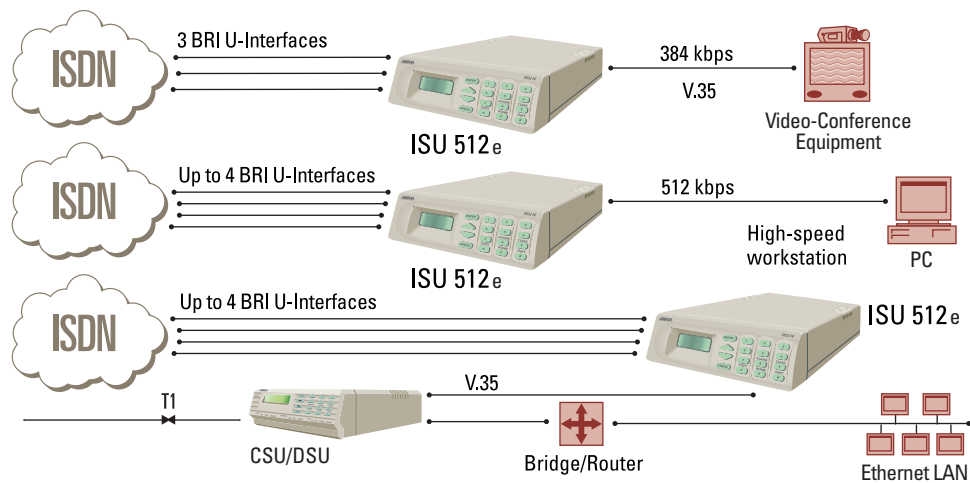 ISDN
3 BRI U-Interfaces
384 kbps
V.35
ISU 512e
Video-Conference
Equipment
ISDN
Up to 4 BRI U-Interfaces
512 kbps
ISU 512e
High-speed
workstation
PC
ISDN
Up to 4 BRI U-Interfaces
ISU 512e
T1
V.35
CSU/DSU
Bridge/Router
Ethernet LAN